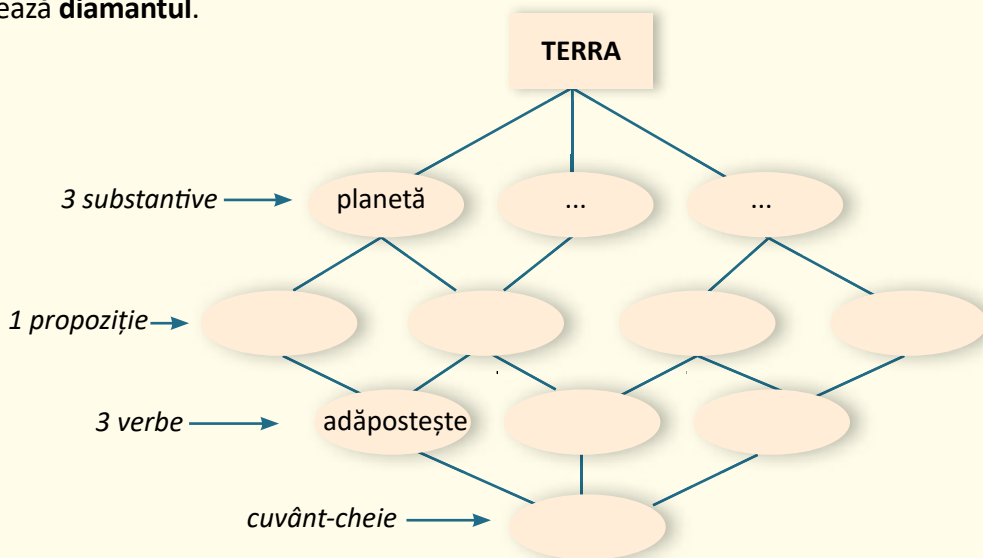 ează diamantul.
TERRA
3 substantive
planetă
...
...
1 propoziție
3 verbe
adăpostește
cuvânt-cheie